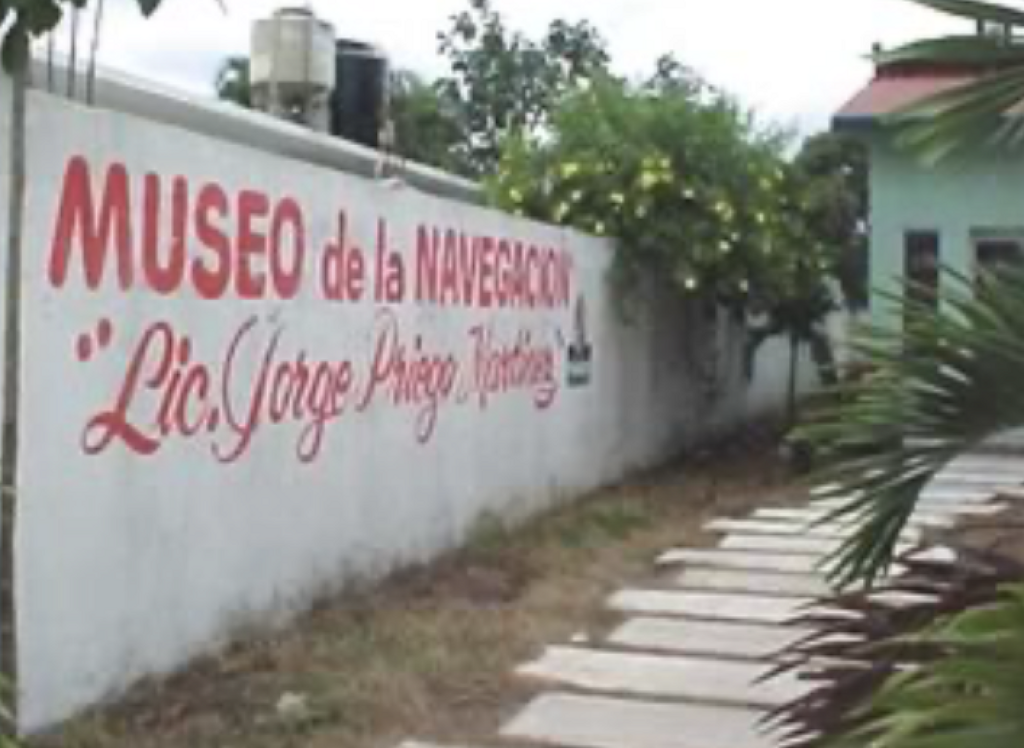 MUSEO de la NAVEGACION
"Lic. Jorge Priego Martínez"